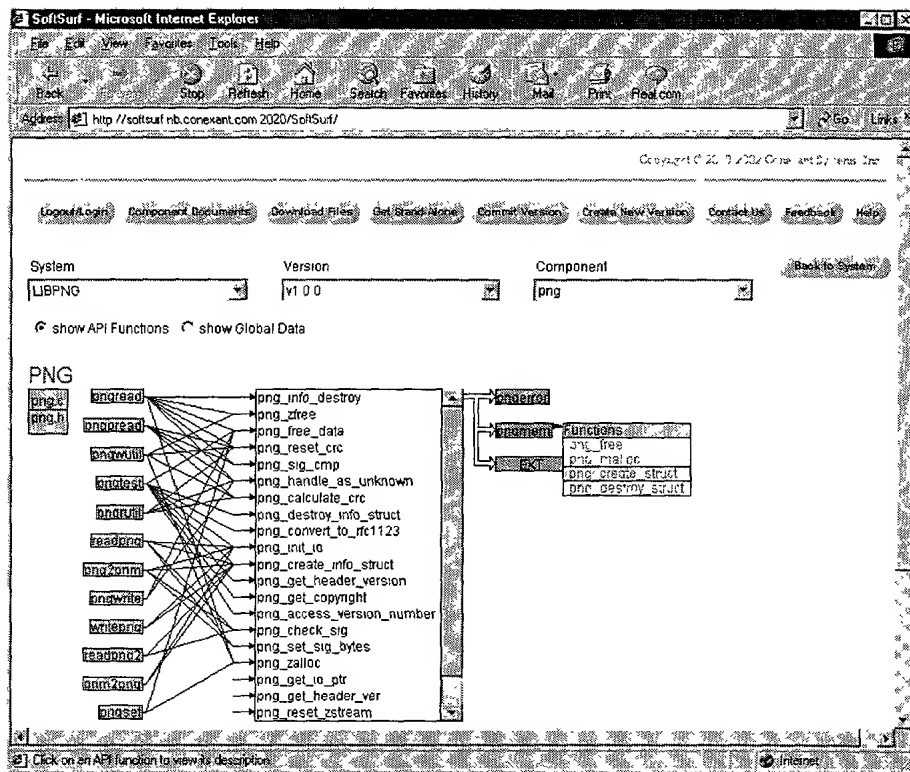 SoftSurf - Microsoft Internet Explorer
File Edit View Favorites Tools Help
Back Forward Stop Refresh Home Search Favorites History Mail Print Real.com
Address http //softsurf nb.conexant.com 2020/SoftSurf/ Go Links
Logout/Login Component Documents Download Files Get Stand Alone Commit Version Create New Version Contact Us Feedback Help
System Version Component Back to System
LIBPNG v1 0 0 png
show API Functions show Global Data
PNG
png.c
png.h
pngread
pngpread
pngwutil
pngtest
pngrutil
readpng
png2pnm
pngwrite
writepng
readpng2
pnm2png
pngset
png_info_destroy
png_zfree
png_free_data
png_reset_crc
png_sig_cmp
png_handle_as_unknown
png_calculate_crc
png_destroy_info_struct
png_convert_to_rfc1123
png_init_io
png_create_info_struct
png_get_header_version
png_get_copyright
png_access_version_number
png_check_sig
png_set_sig_bytes
png_zalloc
png_get_io_ptr
png_get_header_ver
png_reset_zstream
pngerror
pngmem
EXT
Functions
png_free
png_malloc
png_create_struct
png_destroy_struct
Click on an API function to view its description Internet